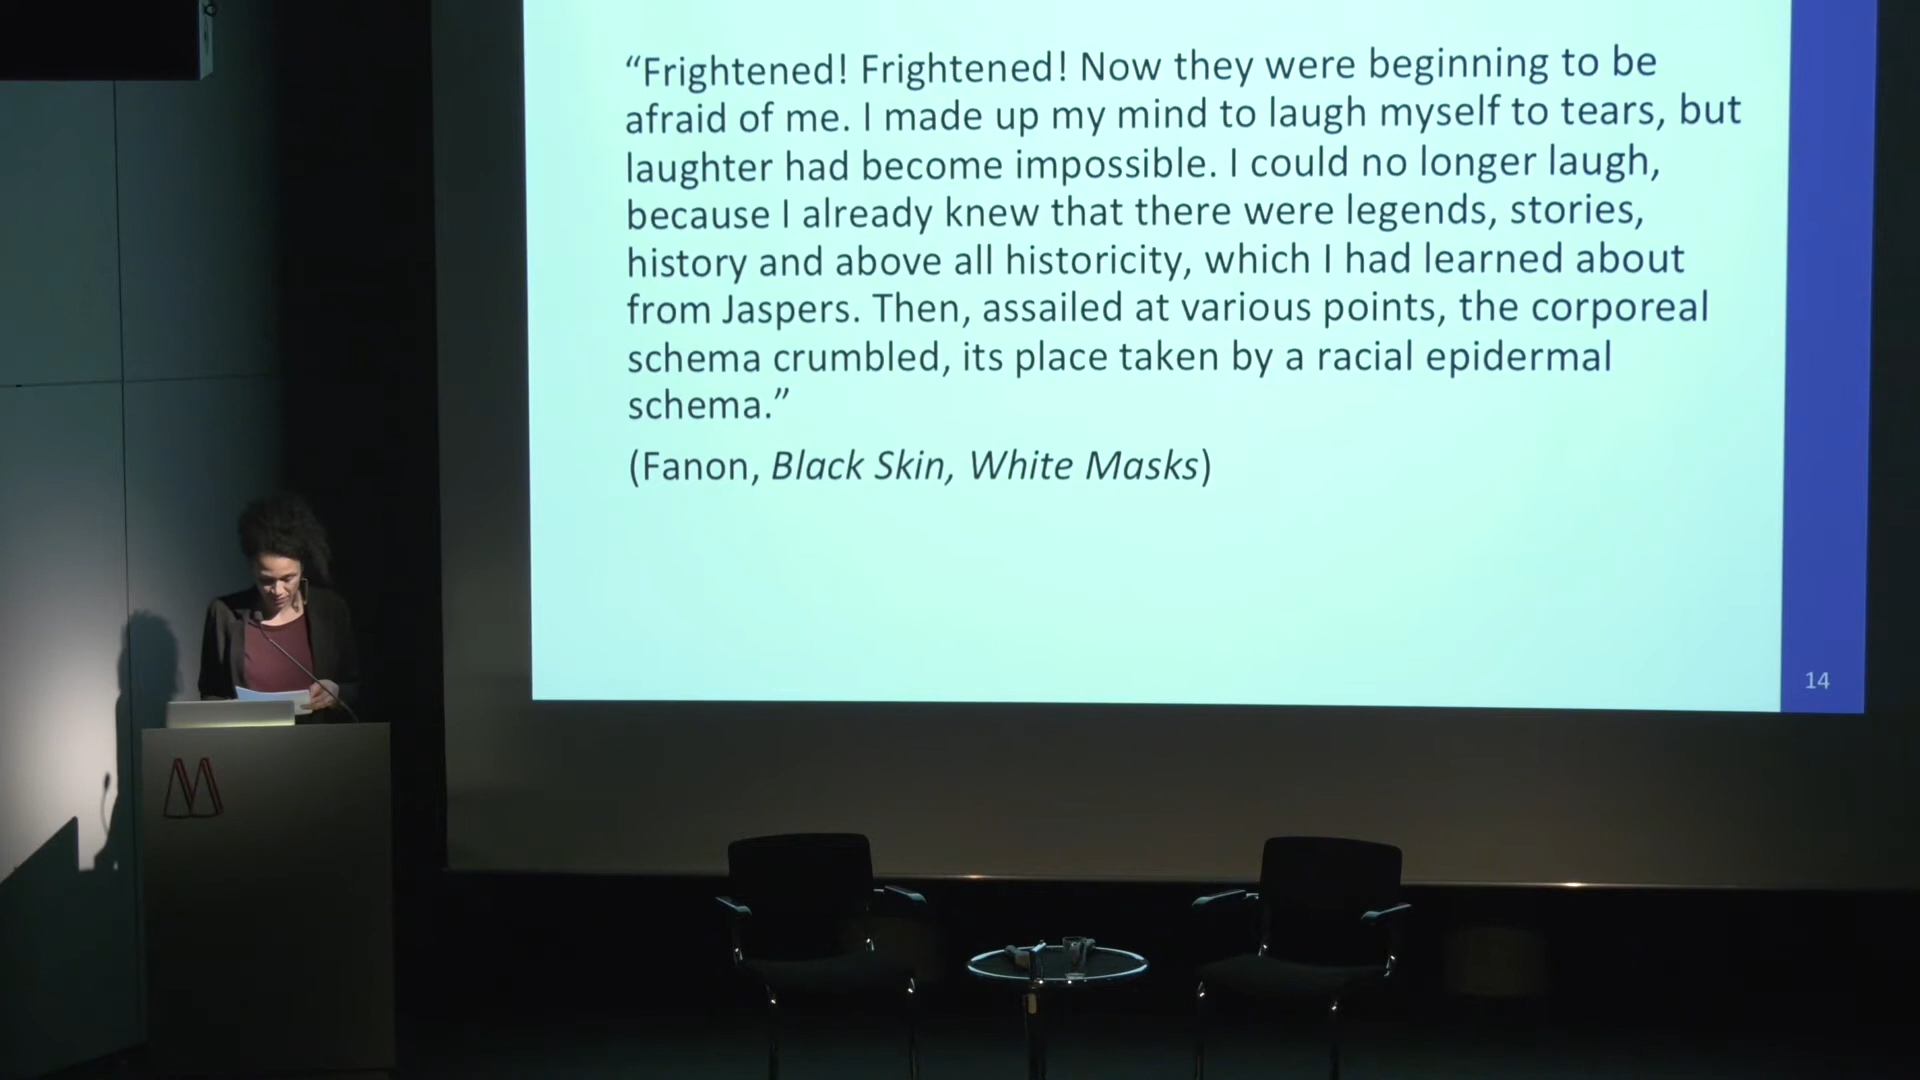 “Frightened! Frightened! Now they were beginning to be
afraid of me. I made up my mind to laugh myself to tears, but
laughter had become impossible. I could no longer laugh,
because I already knew that there were legends, stories,
history and above all historicity, which I had learned about
from Jaspers. Then, assailed at various points, the corporeal
schema crumbled, its place taken by a racial epidermal
schema.”
(Fanon, Black Skin, White Masks)
14
M